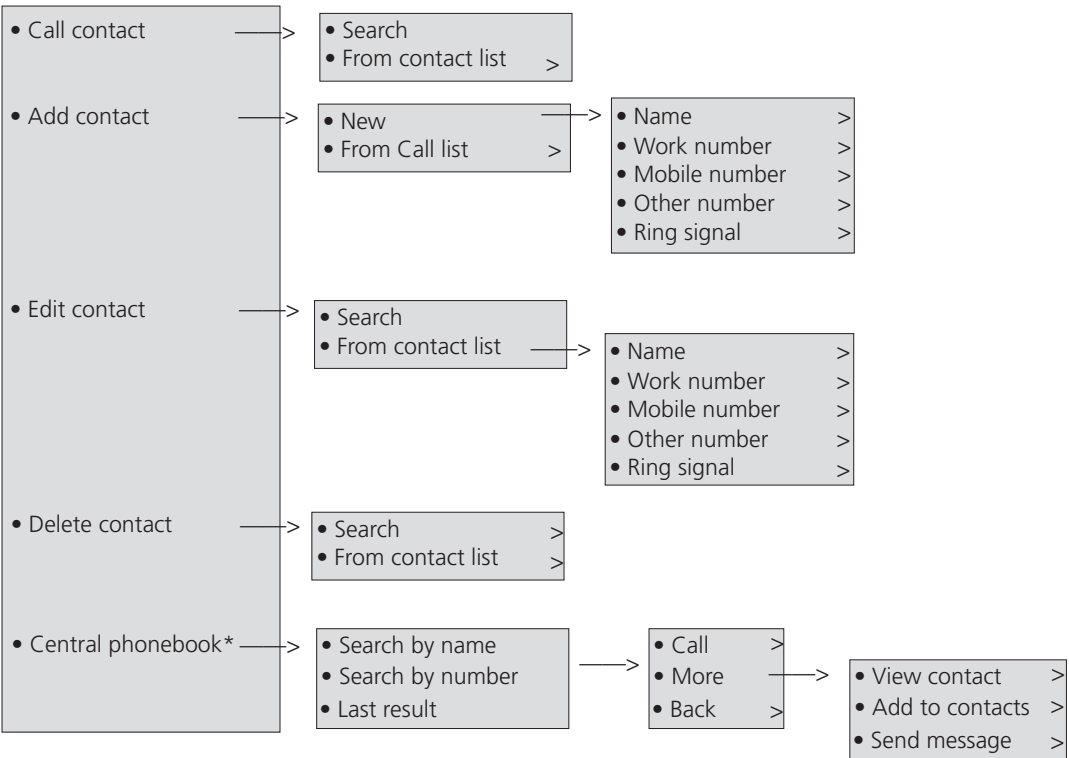 • Call contact ——>
• Search
• From contact list >
• Add contact ——>
• New ——>
• From Call list >
• Name >
• Work number >
• Mobile number >
• Other number >
• Ring signal >
• Edit contact ——>
• Search
• From contact list ——>
• Name >
• Work number >
• Mobile number >
• Other number >
• Ring signal >
• Delete contact ——>
• Search >
• From contact list >
• Central phonebook* ——>
• Search by name
• Search by number
• Last result
——>
• Call >
• More ——>
• Back >
• View contact >
• Add to contacts >
• Send message >